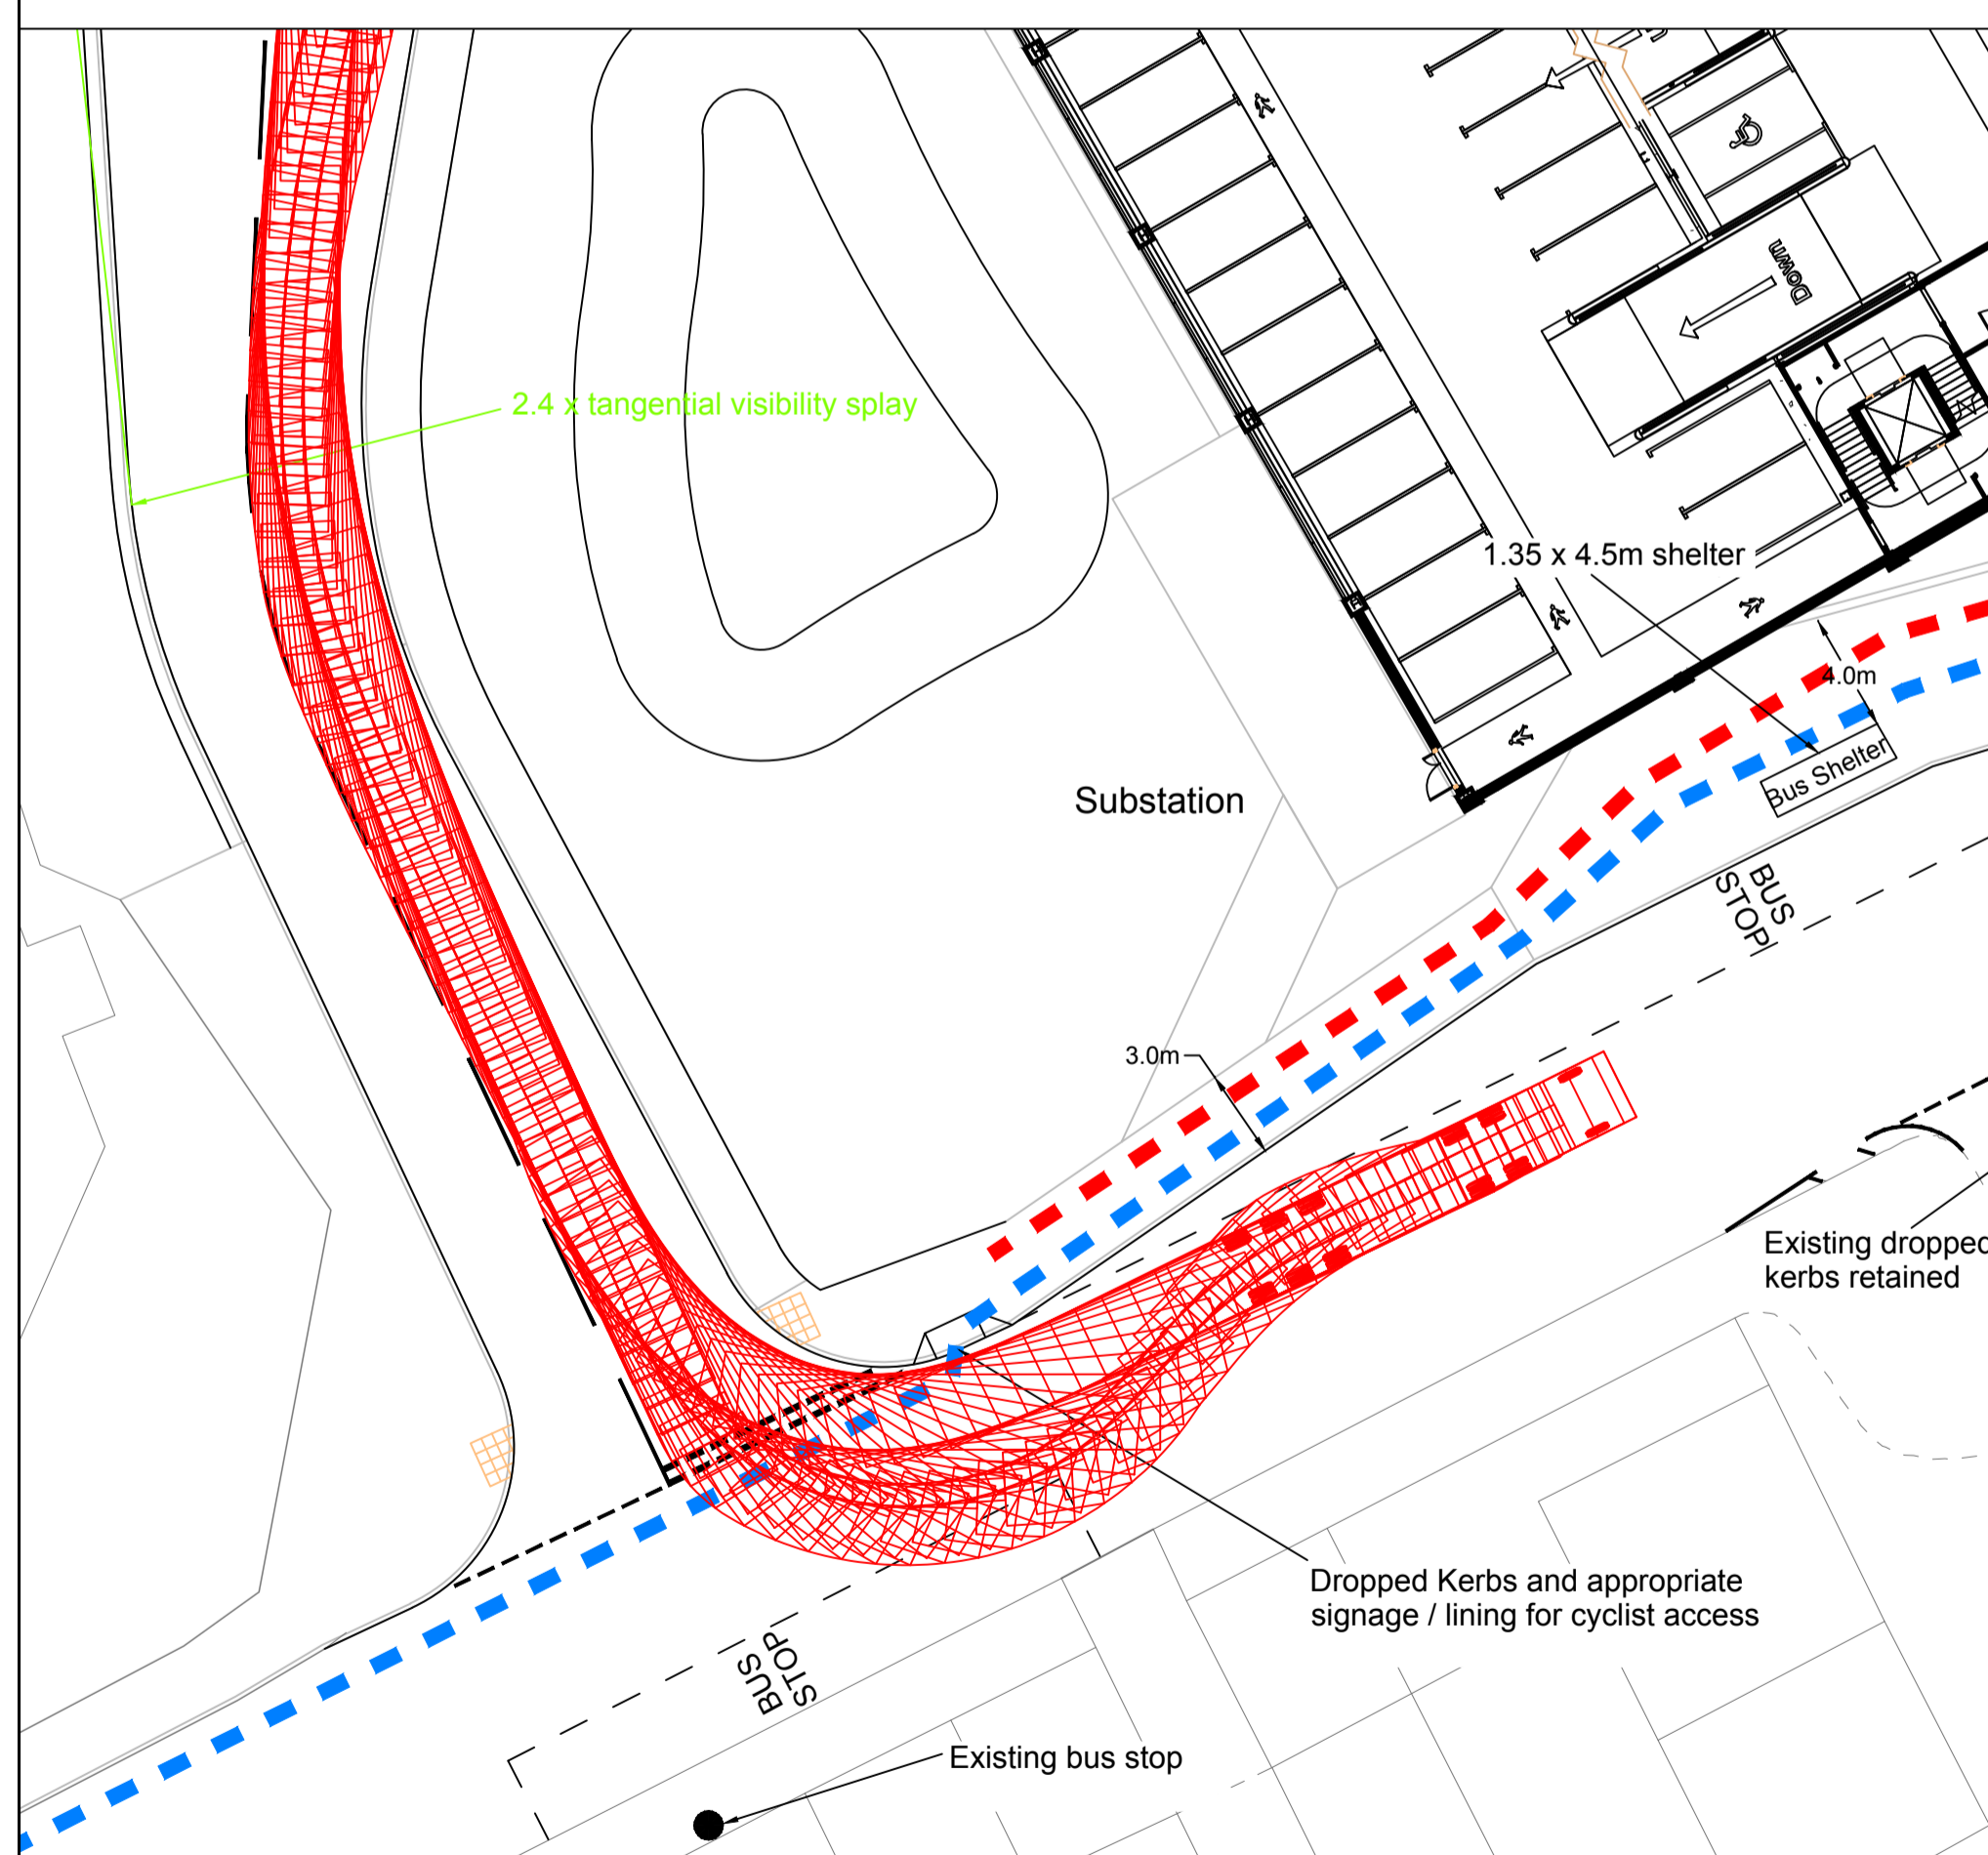 Down
2.4 x tangential visibility splay
1.35 x 4.5m shelter
4.0m
Bus Shelter
Substation
BUS
STOP
3.0m
Existing dropped
kerbs retained
Dropped Kerbs and appropriate
signage / lining for cyclist access
BUS
STOP
Existing bus stop